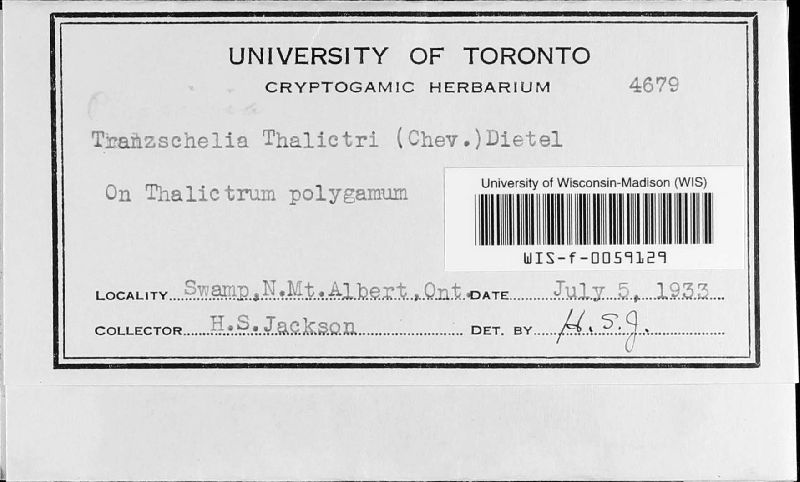 UNIVERSITY OF TORONTO
CRYPTOGAMIC HERBARIUM 4679
Tranzschelia Thalictri (Chev.)Dietel
On Thalictrum polygamum
University of Wisconsin-Madison (WIS)
WIS-f-0059129
LOCALITY Swamp,N.Mt.Albert,Ont. DATE July 5, 1933
COLLECTOR H.S.Jackson DET. BY H.S.J.